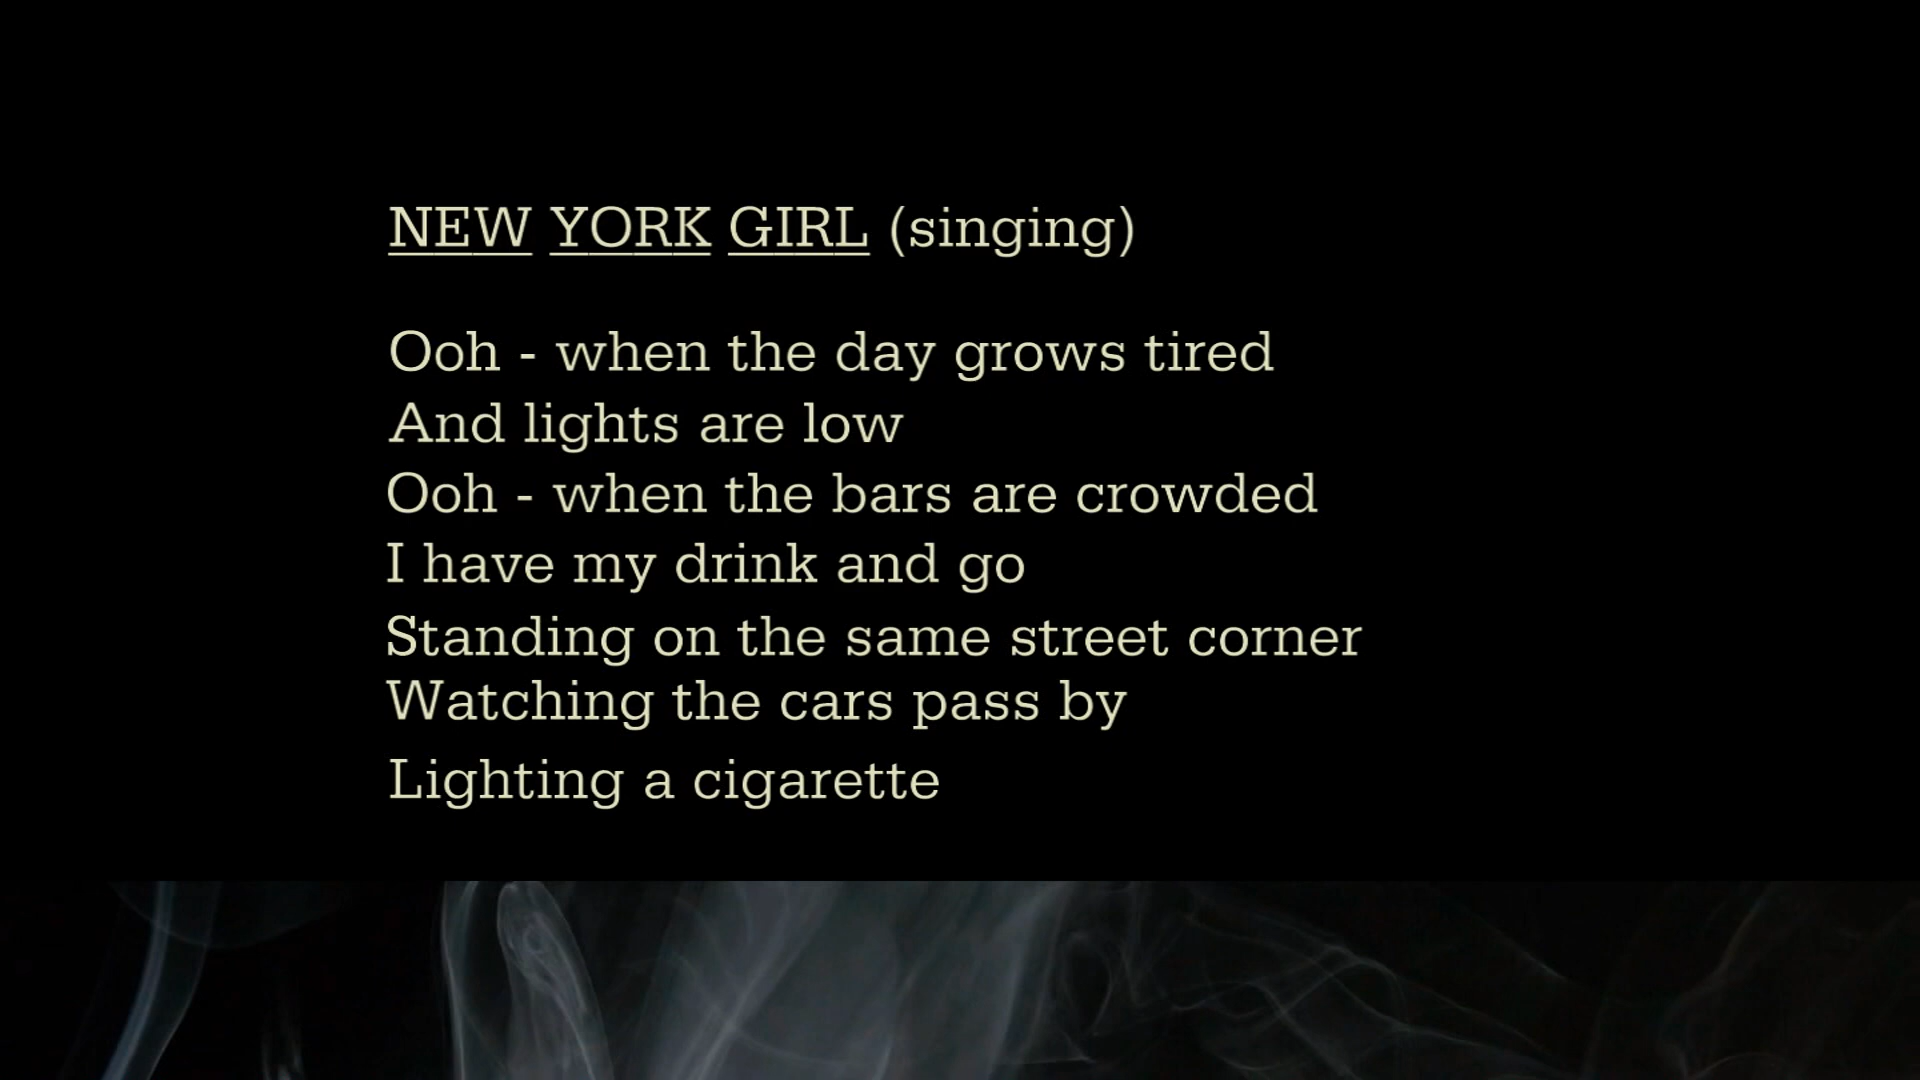 NEW YORK GIRL (singing)
Ooh - when the day grows tired
And lights are low
Ooh - when the bars are crowded
I have my drink and go
Standing on the same street corner
Watching the cars pass by
Lighting a cigarette